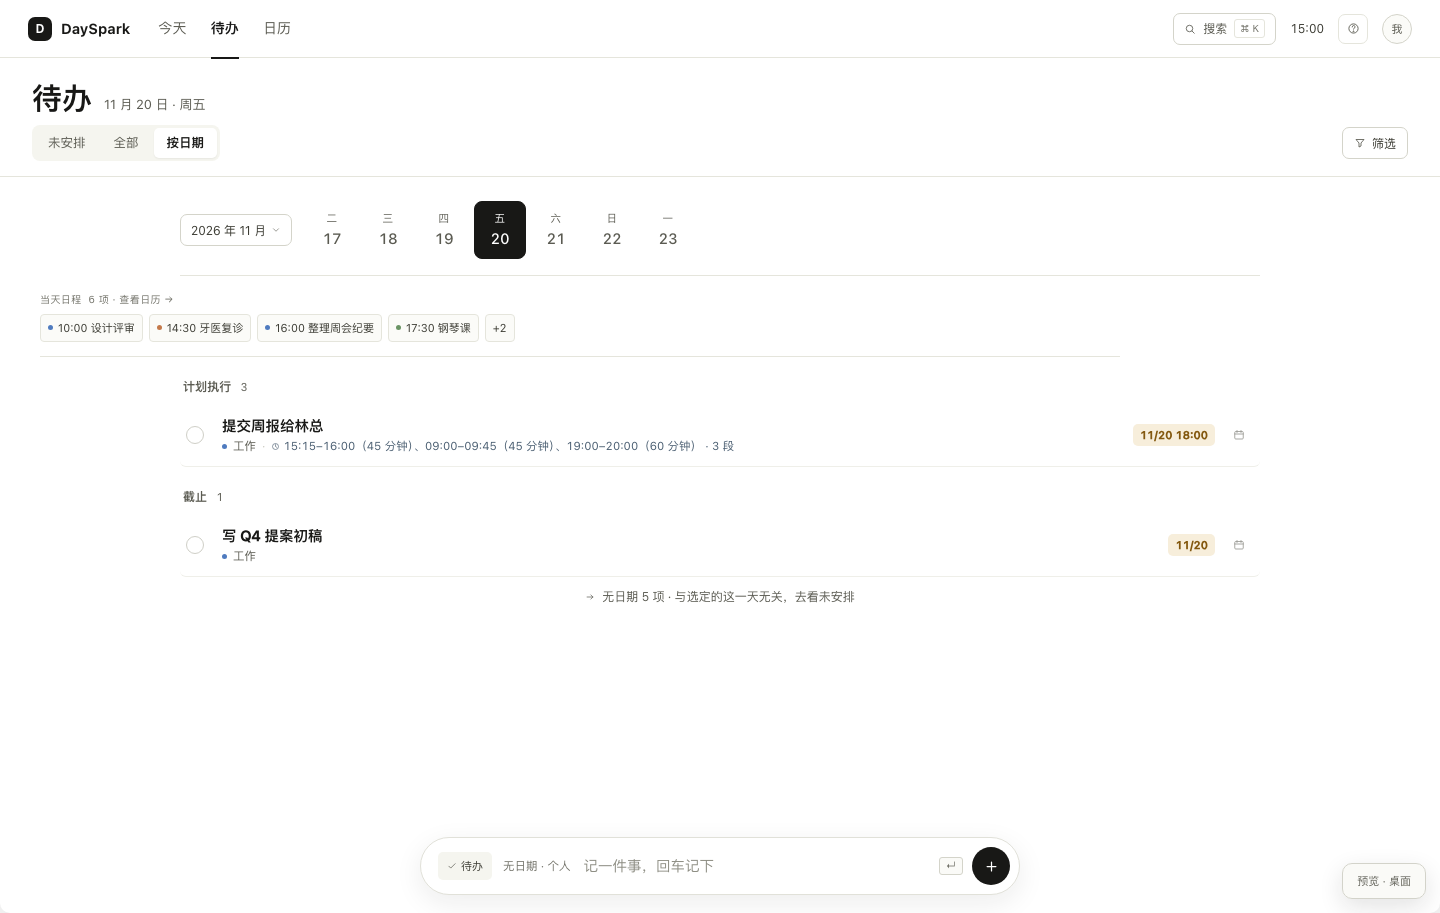 D DaySpark 今天 待办 日历 搜索 ⌘ K 15:00 我
待办 11 月 20 日 · 周五
未安排 全部 按日期 筛选
2026 年 11 月
二 三 四 五 六 日 一
17 18 19 20 21 22 23
当天日程 6 项 · 查看日历 →
10:00 设计评审 14:30 牙医复诊 16:00 整理周会纪要 17:30 钢琴课 +2
计划执行 3
提交周报给林总
工作 · 15:15–16:00（45 分钟）、09:00–09:45（45 分钟）、19:00–20:00（60 分钟） · 3 段
11/20 18:00
截止 1
写 Q4 提案初稿
工作
11/20
→ 无日期 5 项 · 与选定的这一天无关，去看未安排
待办 无日期 · 个人 记一件事，回车记下
预览 · 桌面